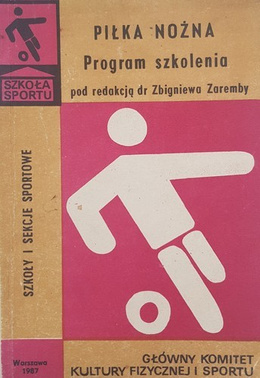 PIŁKA NOŻNA
Program szkolenia
pod redakcją dr Zbigniewa Zaremby
SZKOŁA
SPORTU
SZKOŁY I SEKCJE SPORTOWE
Warszawa
1987
GŁÓWNY KOMITET
KULTURY FIZYCZNEJ I SPORTU